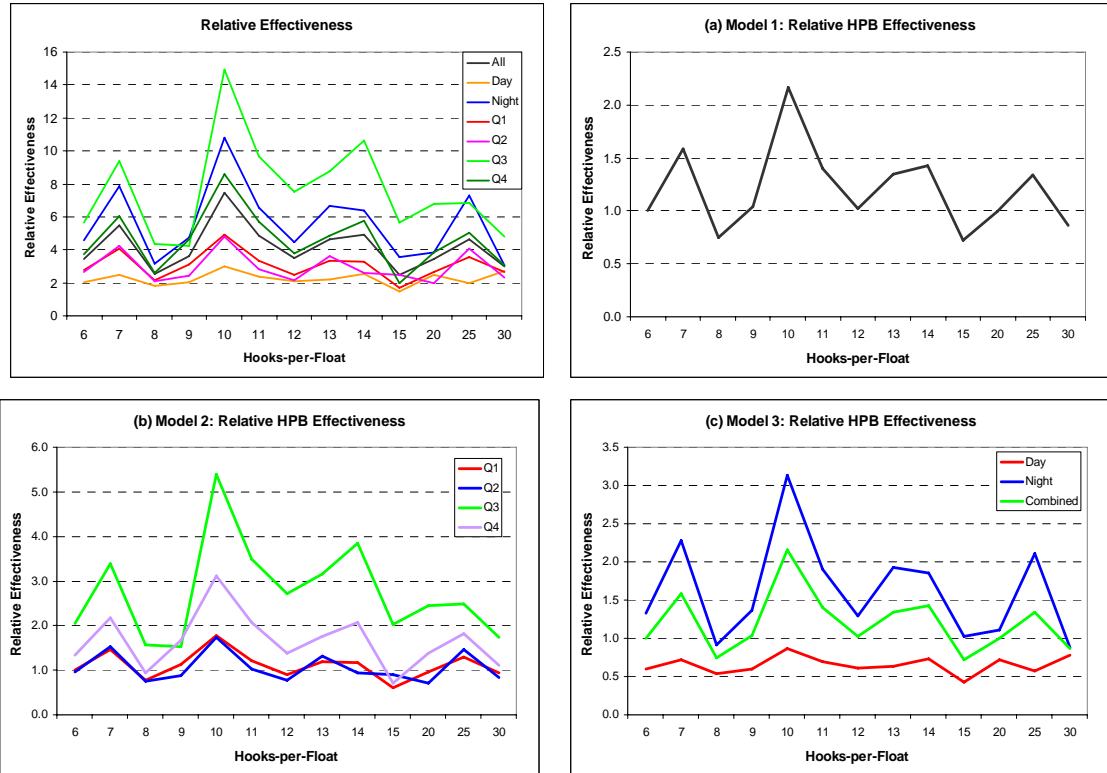 Relative Effectiveness
Relative Effectiveness
16
14
12
10
8
6
4
2
0
All
Day
Night
Q1
Q2
Q3
Q4
6 7 8 9 10 11 12 13 14 15 20 25 30
Hooks-per-Float
(a) Model 1: Relative HPB Effectiveness
Relative Effectiveness
2.5
2.0
1.5
1.0
0.5
0.0
6 7 8 9 10 11 12 13 14 15 20 25 30
Hooks-per-Float
(b) Model 2: Relative HPB Effectiveness
Relative Effectiveness
6.0
5.0
4.0
3.0
2.0
1.0
0.0
Q1
Q2
Q3
Q4
6 7 8 9 10 11 12 13 14 15 20 25 30
Hooks-per-Float
(c) Model 3: Relative HPB Effectiveness
Relative Effectiveness
3.5
3.0
2.5
2.0
1.5
1.0
0.5
0.0
Day
Night
Combined
6 7 8 9 10 11 12 13 14 15 20 25 30
Hooks-per-Float